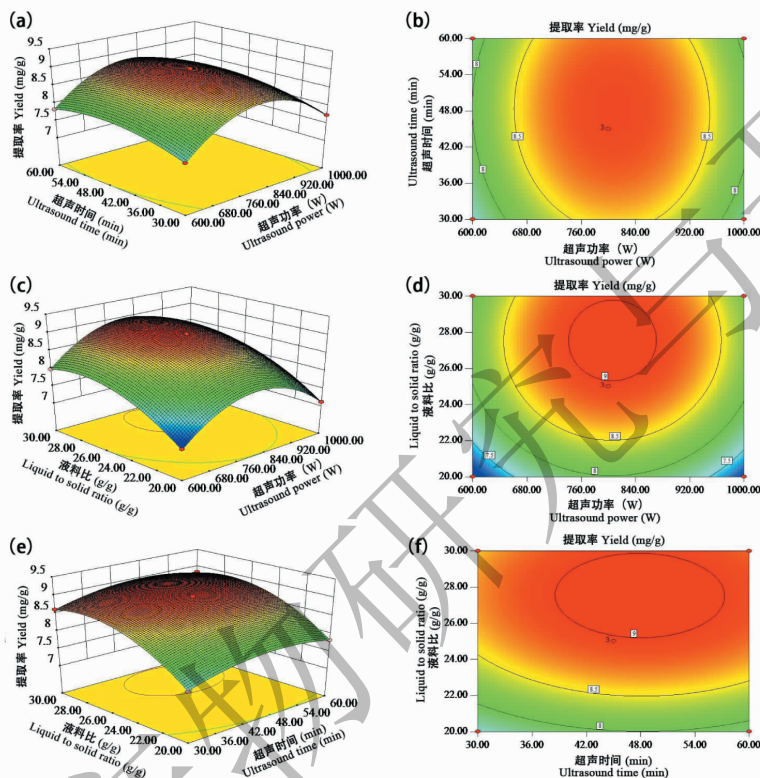 (a)
提取率 Yield (mg/g)
9.5
9
8.5
8
7.5
7
60.00
54.00
48.00
42.00
36.00
30.00
超声时间 (min)
Ultrasound time (min)
600.00
680.00
760.00
840.00
920.00
1000.00
超声功率（W）
Ultrasound power (W)
(b)
提取率 Yield (mg/g)
Ultrasound time (min)
超声时间 (min)
60.00
54.00
48.00
42.00
36.00
30.00
8
8.5
8.5
3
8
8
600.00
680.00
760.00
840.00
920.00
1000.00
超声功率（W）
Ultrasound power (W)
(c)
提取率 Yield (mg/g)
9.5
9
8.5
8
7.5
7
30.00
28.00
26.00
24.00
22.00
20.00
液料比 (g/g)
Liquid to solid ratio (g/g)
600.00
680.00
760.00
840.00
920.00
1000.00
超声功率（W）
Ultrasound power (W)
(d)
提取率 Yield (mg/g)
Liquid to solid ratio (g/g)
液料比 (g/g)
30.00
28.00
26.00
24.00
22.00
20.00
9
3
8.5
8
7.5
7.5
600.00
680.00
760.00
840.00
920.00
1000.00
超声功率（W）
Ultrasound power (W)
(e)
提取率 Yield (mg/g)
9.5
9
8.5
8
7.5
7
30.00
28.00
26.00
24.00
22.00
20.00
液料比 (g/g)
Liquid to solid ratio (g/g)
30.00
36.00
42.00
48.00
54.00
60.00
超声时间 (min)
Ultrasound time (min)
(f)
提取率 Yield (mg/g)
Liquid to solid ratio (g/g)
液料比 (g/g)
30.00
28.00
26.00
24.00
22.00
20.00
9
3
8.5
8
30.00
36.00
42.00
48.00
54.00
60.00
超声时间 (min)
Ultrasound time (min)
物研究与